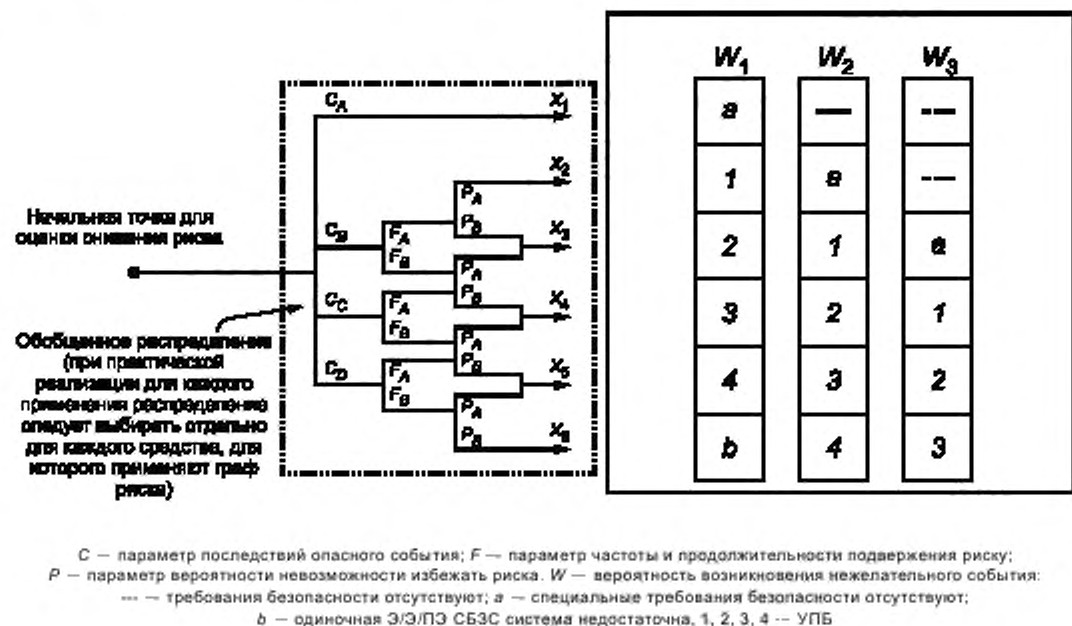 W₁ W₂ W₃
a — ---
1 a ---
2 1 a
3 2 1
4 3 2
b 4 3
C_A X₁
X₂
P_A
Начальная точка для
оценки снижения риска
C_B F_A P_B X₃
F_B P_A
C_C F_A P_B X₄
F_B P_A
Обобщенное распределение
(при практической
реализации для каждого
применения распределение
следует выбирать отдельно
для каждого средства, для
которого применяют граф
риска)
C_D F_A P_B X₅
F_B P_A
P_B X₆
C — параметр последствий опасного события; F — параметр частоты и продолжительности подвержения риску;
P — параметр вероятности невозможности избежать риска. W — вероятность возникновения нежелательного события:
--- — требования безопасности отсутствуют; a — специальные требования безопасности отсутствуют;
b — одиночная Э/Э/ПЭ СБЗС система недостаточна, 1, 2, 3, 4 -- УПБ